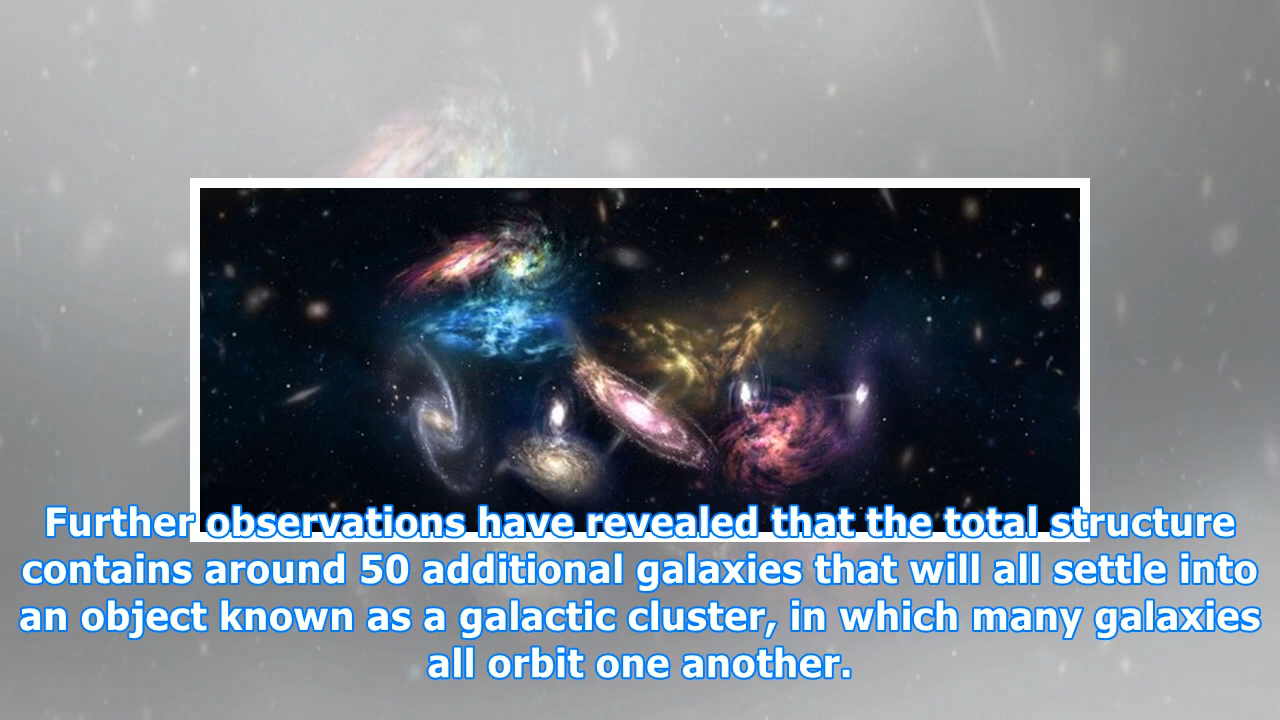 Further observations have revealed that the total structure
contains around 50 additional galaxies that will all settle into
an object known as a galactic cluster, in which many galaxies
all orbit one another.